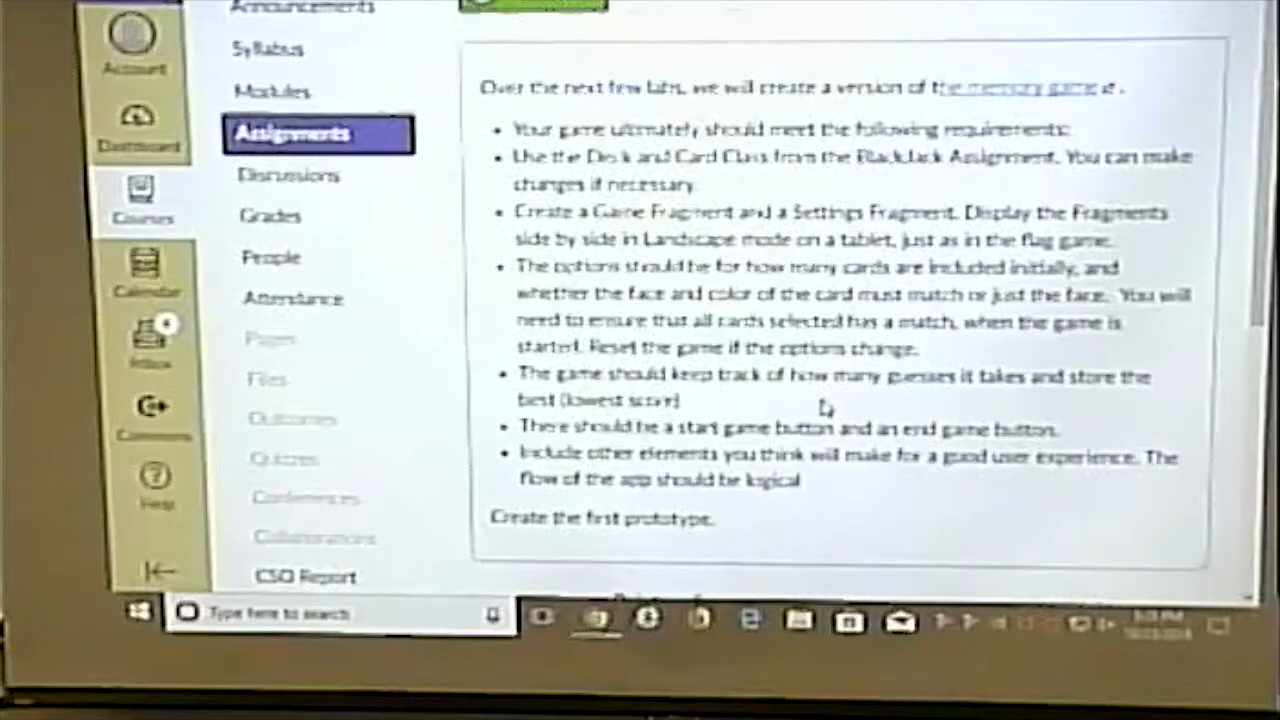 Announcements
Account
Syllabus
Modules
Dashboard
Assignments
Courses
Discussions
Grades
People
Calendar
Attendance
Inbox
Pages
Files
Commons
Outcomes
Quizzes
Help
Conferences
Collaborations
CSO Report
Over the next few labs, we will create a version of the memory game.
• Your game ultimately should meet the following requirements:
• Use the Deck and Card Class from the BlackJack Assignment. You can make
changes if necessary.
• Create a Game Fragment and a Settings Fragment. Display the Fragments
side by side in Landscape mode on a tablet, just as in the flag game.
• The options should be for how many cards are included initially, and
whether the face and color of the card must match or just the face. You will
need to ensure that all cards selected has a match, when the game is
started. Reset the game if the options change.
• The game should keep track of how many guesses it takes and store the
best (lowest score)
• There should be a start game button and an end game button.
• Include other elements you think will make for a good user experience. The
flow of the app should be logical
Create the first prototype.
Type here to search